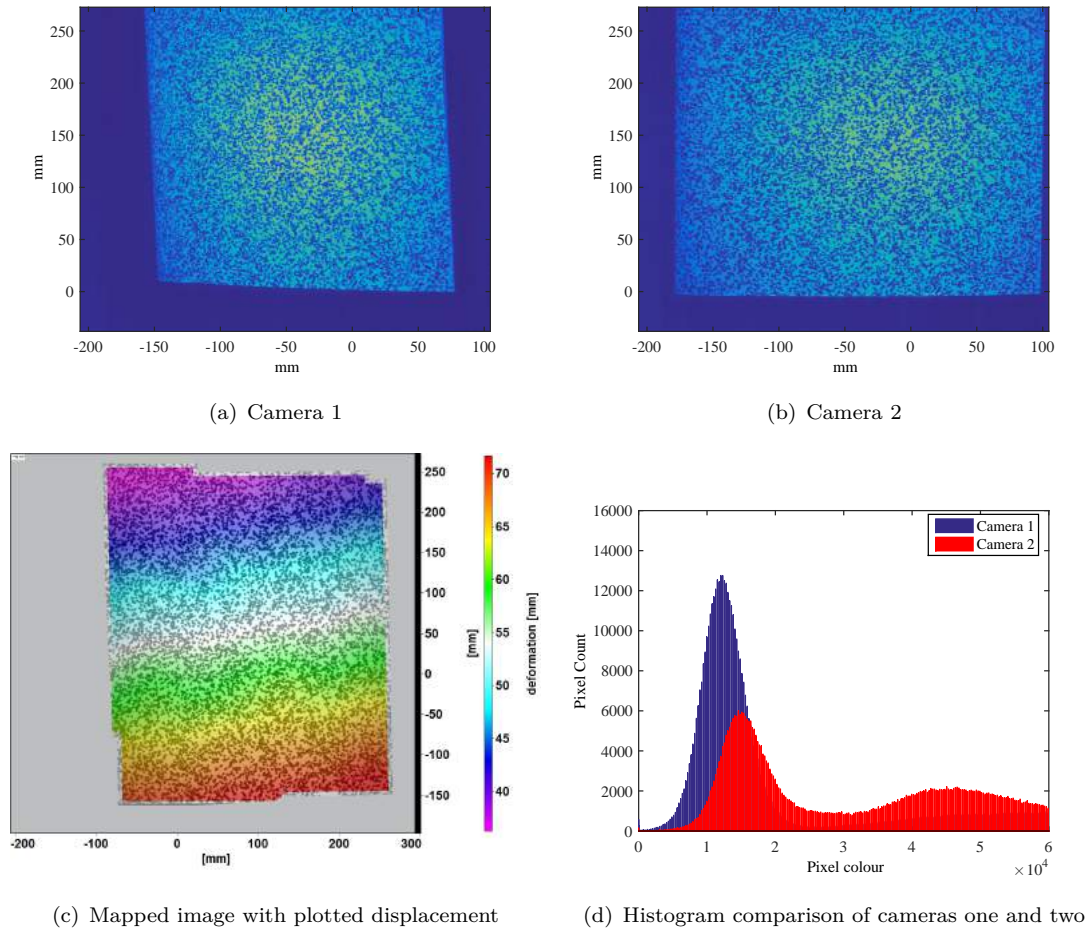 250
200
150
100
50
0
mm
-200 -150 -100 -50 0 50 100
mm
(a) Camera 1
250
200
150
100
50
0
mm
-200 -150 -100 -50 0 50 100
mm
(b) Camera 2
250
200
150
100
50
0
-50
-100
-150
[mm]
-200 -100 0 100 200 300
[mm]
70
65
60
55
50
45
40
deformation [mm]
(c) Mapped image with plotted displacement
16000
14000
12000
10000
8000
6000
4000
2000
0
Pixel Count
Camera 1
Camera 2
0 1 2 3 4 5 6
Pixel colour
×10⁴
(d) Histogram comparison of cameras one and two